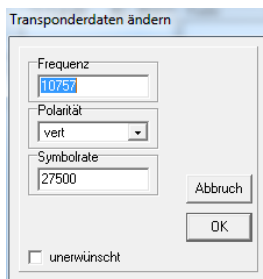 Transponderdaten ändern
Frequenz
10757
Polarität
vert
Symbolrate
27500
Abbruch
OK
unerwünscht